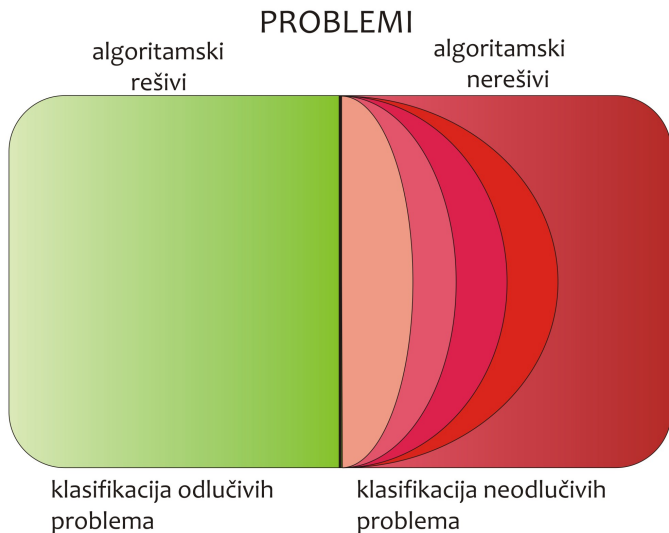 PROBLEMI
algoritamski
rešivi
algoritamski
nerešivi
klasifikacija odlučivih
problema
klasifikacija neodlučivih
problema